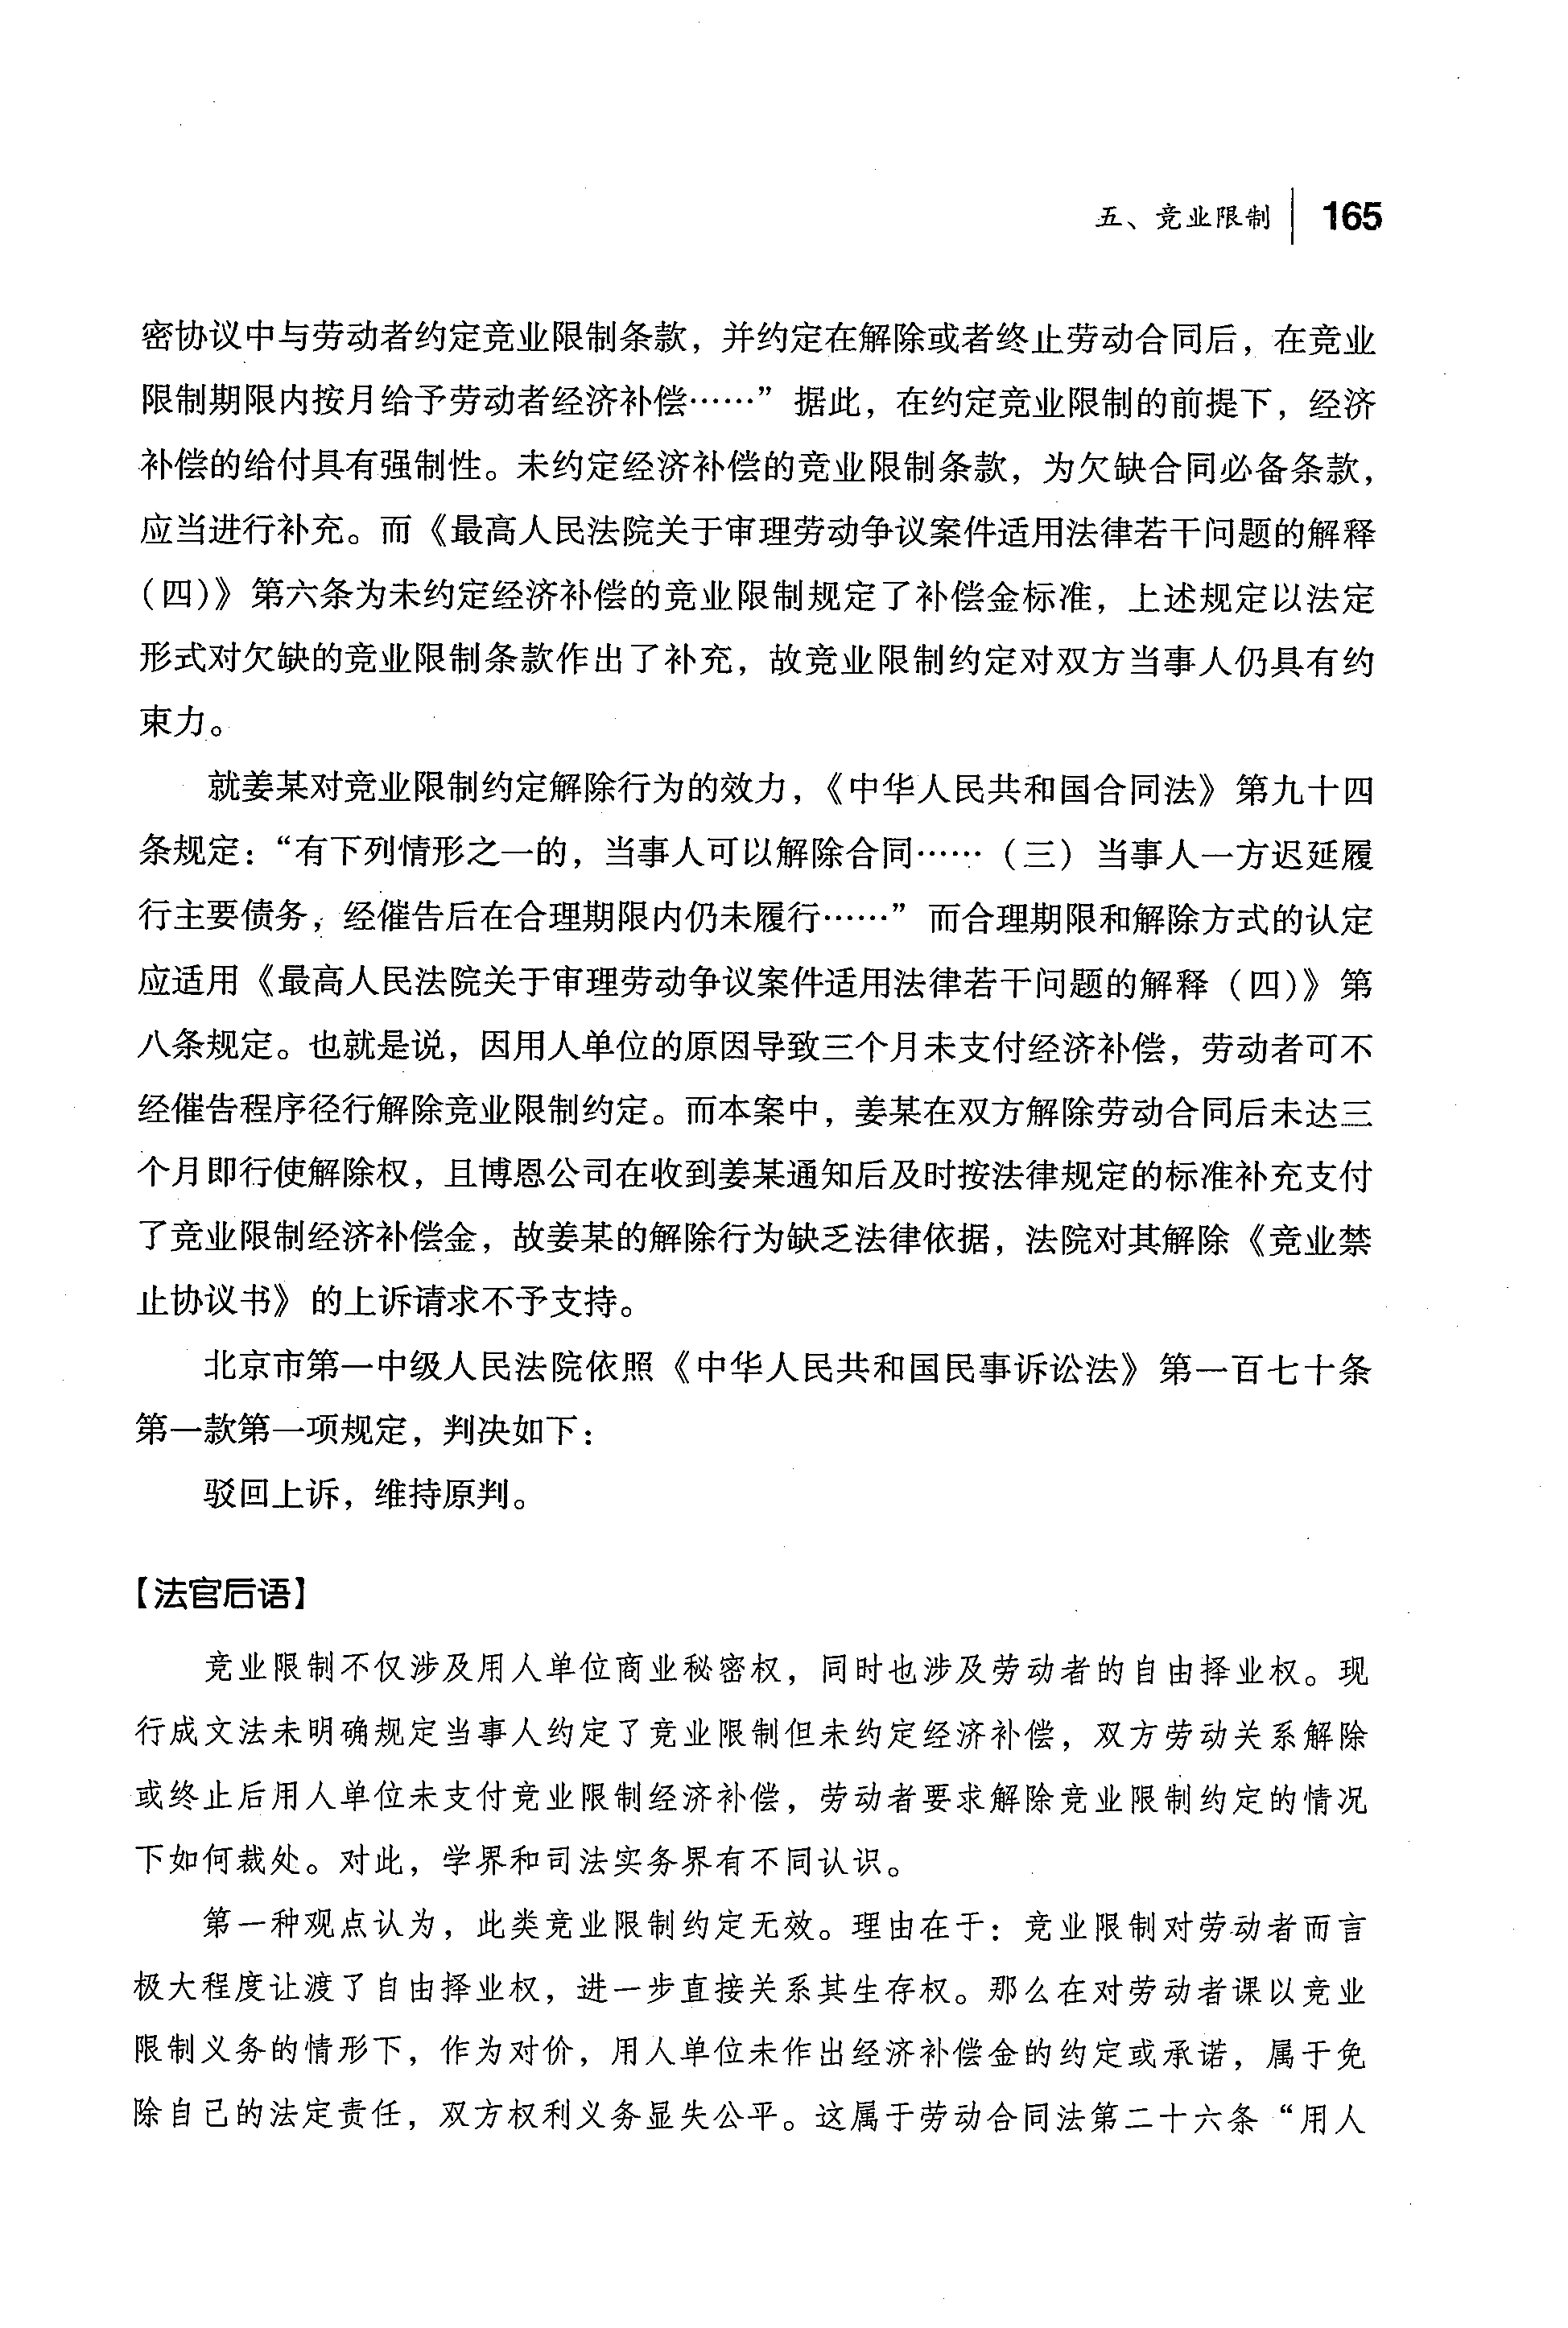 五、竞业限制 165
密协议中与劳动者约定竞业限制条款，并约定在解除或者终止劳动合同后，在竞业
限制期限内按月给予劳动者经济补偿……”据此，在约定竞业限制的前提下，经济
补偿的给付具有强制性。未约定经济补偿的竞业限制条款，为欠缺合同必备条款，
应当进行补充。而《最高人民法院关于审理劳动争议案件适用法律若干问题的解释
（四）》第六条为未约定经济补偿的竞业限制规定了补偿金标准，上述规定以法定
形式对欠缺的竞业限制条款作出了补充，故竞业限制约定对双方当事人仍具有约
束力。
就姜某对竞业限制约定解除行为的效力，《中华人民共和国合同法》第九十四
条规定：“有下列情形之一的，当事人可以解除合同……（三）当事人一方迟延履
行主要债务，经催告后在合理期限内仍未履行……”而合理期限和解除方式的认定
应适用《最高人民法院关于审理劳动争议案件适用法律若干问题的解释（四）》第
八条规定。也就是说，因用人单位的原因导致三个月未支付经济补偿，劳动者可不
经催告程序径行解除竞业限制约定。而本案中，姜某在双方解除劳动合同后未达三
个月即行使解除权，且博恩公司在收到姜某通知后及时按法律规定的标准补充支付
了竞业限制经济补偿金，故姜某的解除行为缺乏法律依据，法院对其解除《竞业禁
止协议书》的上诉请求不予支持。
北京市第一中级人民法院依照《中华人民共和国民事诉讼法》第一百七十条
第一款第一项规定，判决如下：
驳回上诉，维持原判。
【法官后语】
竞业限制不仅涉及用人单位商业秘密权，同时也涉及劳动者的自由择业权。现
行成文法未明确规定当事人约定了竞业限制但未约定经济补偿，双方劳动关系解除
或终止后用人单位未支付竞业限制经济补偿，劳动者要求解除竞业限制约定的情况
下如何裁处。对此，学界和司法实务界有不同认识。
第一种观点认为，此类竞业限制约定无效。理由在于：竞业限制对劳动者而言
极大程度让渡了自由择业权，进一步直接关系其生存权。那么在对劳动者课以竞业
限制义务的情形下，作为对价，用人单位未作出经济补偿金的约定或承诺，属于免
除自己的法定责任，双方权利义务显失公平。这属于劳动合同法第二十六条“用人